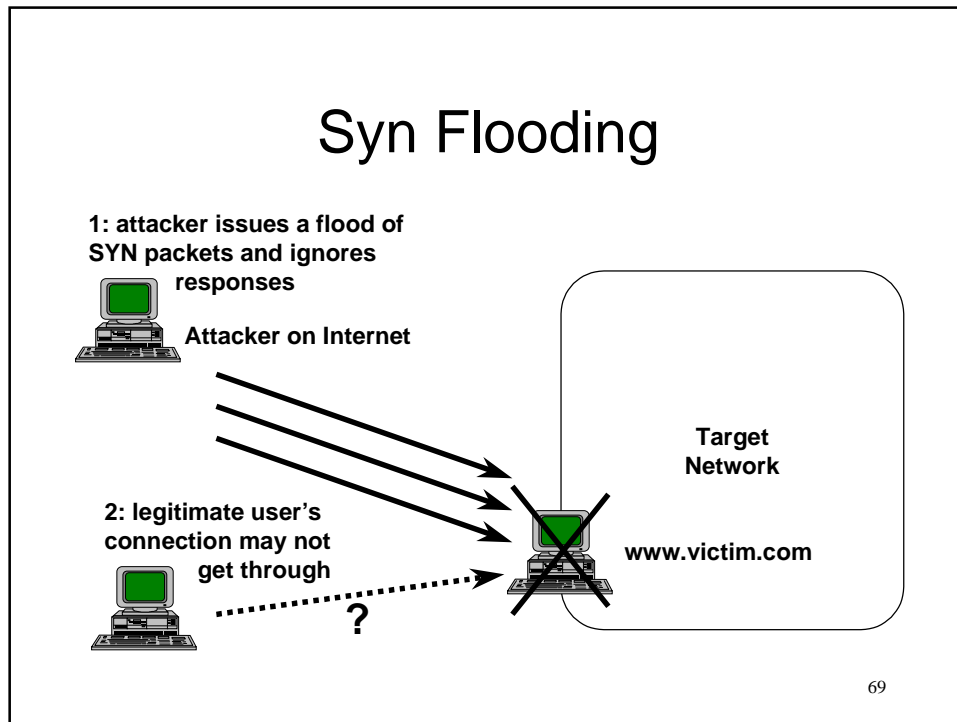 Syn Flooding
1: attacker issues a flood of
SYN packets and ignores
responses
Attacker on Internet
Target
Network
2: legitimate user's
connection may not
get through
www.victim.com
?
69